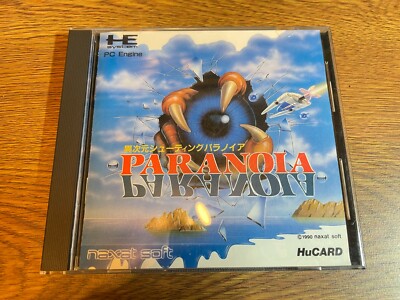 HE
SYSTEM
PC Engine
異次元シューティングパラノイア
PARANOIA
PARANOIA
naxat soft
©1990 naxat soft
HuCARD